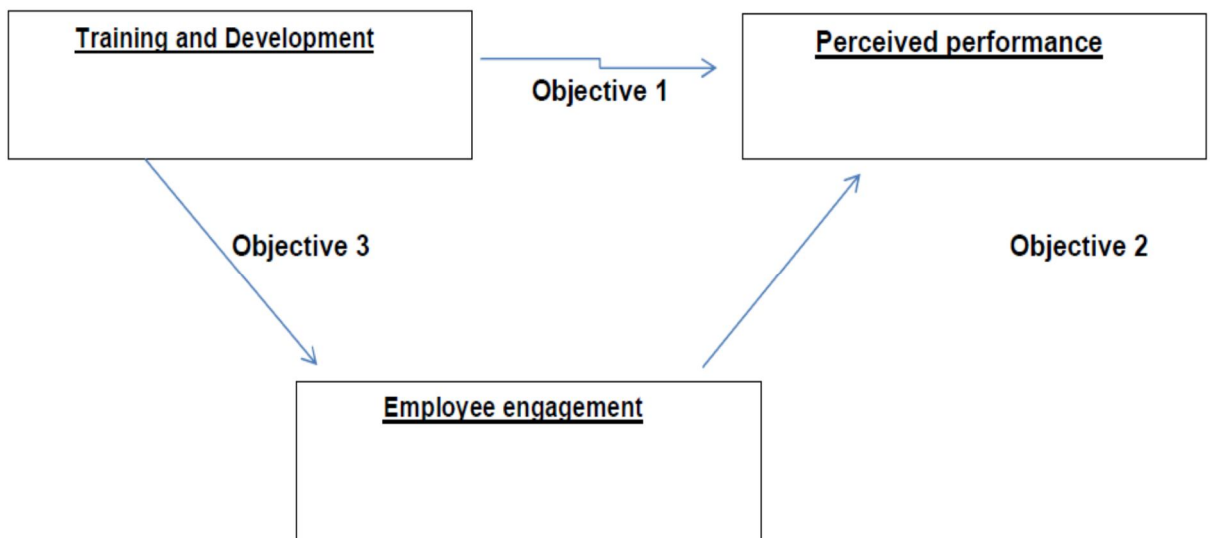 Training and Development
Perceived performance
Objective 1
Objective 3
Objective 2
Employee engagement